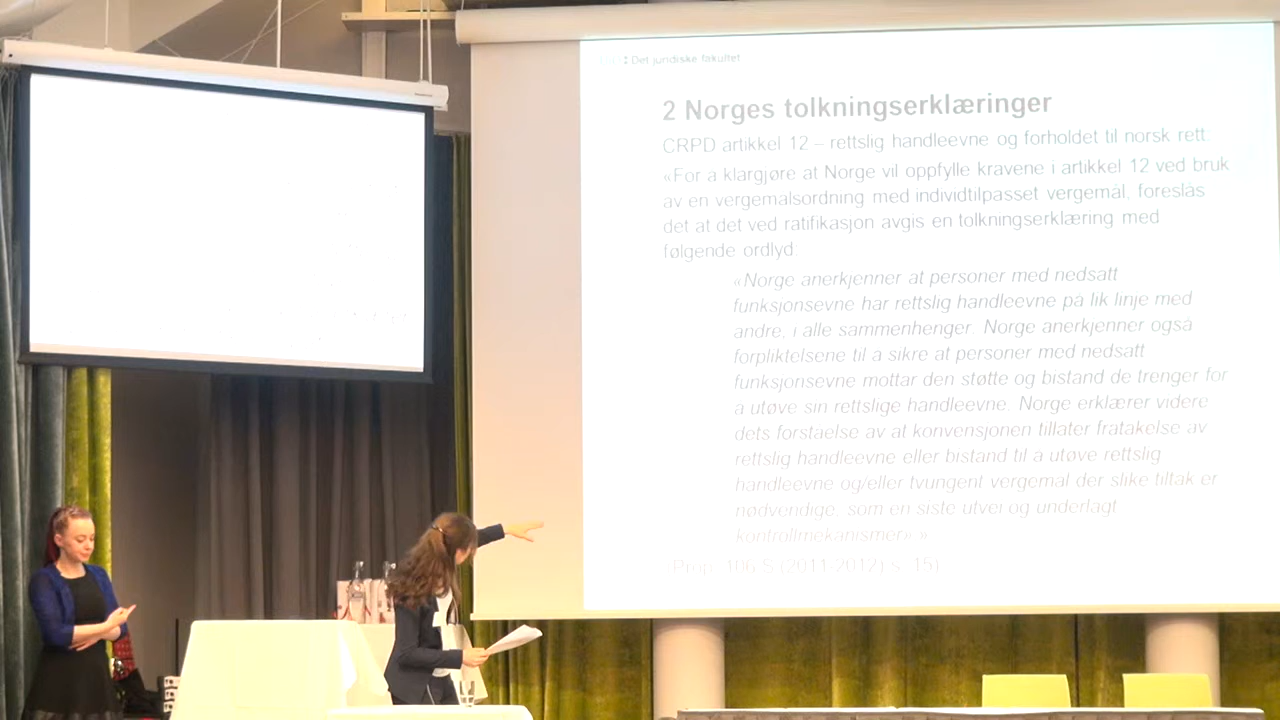 Det juridiske fakultet
2 Norges tolkningserklæringer
CRPD artikkel 12 – rettslig handleevne og forholdet til norsk rett:
«For å klargjøre at Norge vil oppfylle kravene i artikkel 12 ved bruk
av en vergemålsordning med individtilpasset vergemål, foreslås
det at det ved ratifikasjon avgis en tolkningserklæring med
følgende ordlyd:
«Norge anerkjenner at personer med nedsatt
funksjonsevne har rettslig handleevne på lik linje med
andre, i alle sammenhenger. Norge anerkjenner også
forpliktelsene til å sikre at personer med nedsatt
funksjonsevne mottar den støtte og bistand de trenger for
å utøve sin rettslige handleevne. Norge erklærer videre
dets forståelse av at konvensjonen tillater fratakelse av
rettslig handleevne eller bistand til å utøve rettslig
handleevne og/eller tvungent vergemål der slike tiltak er
nødvendige, som en siste utvei og underlagt
kontrollmekanismer».»
(Prop. 106 S (2011-2012) s. 15)